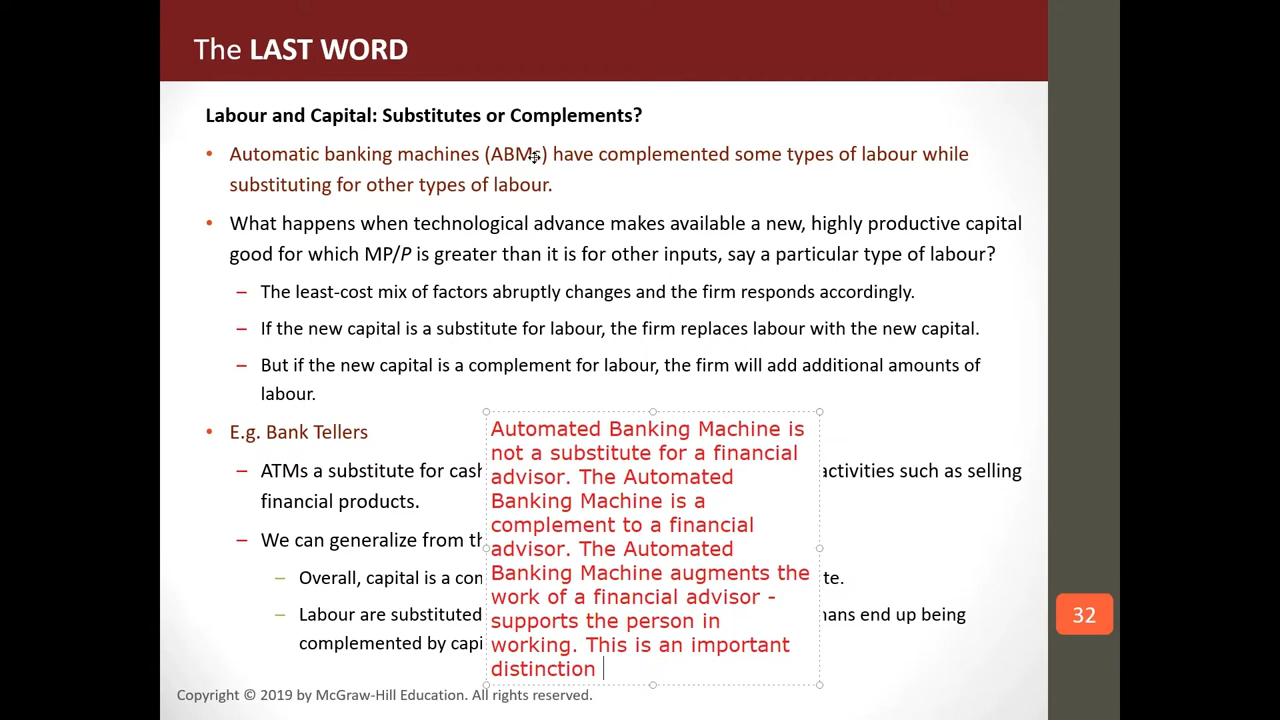 The LAST WORD
Labour and Capital: Substitutes or Complements?
• Automatic banking machines (ABMs) have complemented some types of labour while
substituting for other types of labour.
• What happens when technological advance makes available a new, highly productive capital
good for which MP/P is greater than it is for other inputs, say a particular type of labour?
– The least-cost mix of factors abruptly changes and the firm responds accordingly.
– If the new capital is a substitute for labour, the firm replaces labour with the new capital.
– But if the new capital is a complement for labour, the firm will add additional amounts of
labour.
• E.g. Bank Tellers
– ATMs a substitute for activities such as selling
financial products.
– We can generalize from
– Overall, capital is a
– Labour are substituted end up being
complemented by
Automated Banking Machine is
not a substitute for a financial
advisor. The Automated
Banking Machine is a
complement to a financial
advisor. The Automated
Banking Machine augments the
work of a financial advisor -
supports the person in
working. This is an important
distinction
32
Copyright © 2019 by McGraw-Hill Education. All rights reserved.